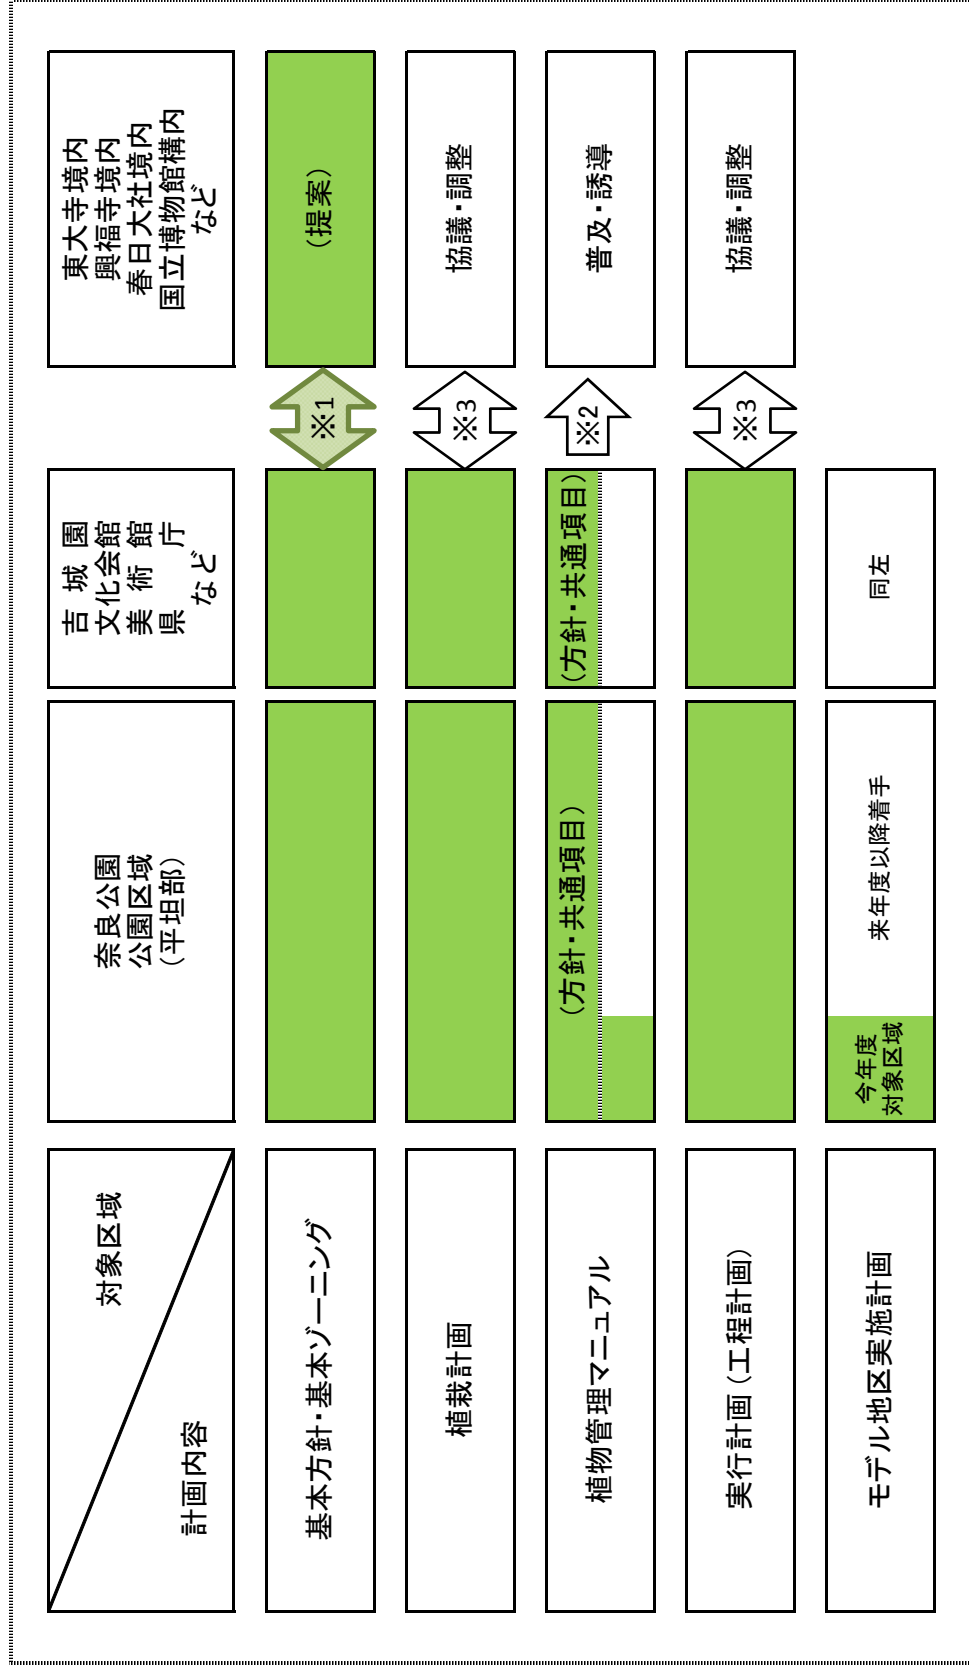 対象区域
計画内容
奈良公園
公園区域
（平坦部）
吉城園
文化会館
美術館
県庁
など
東大寺境内
興福寺境内
春日大社境内
国立博物館構内
など
基本方針・基本ゾーニング
※1
（提案）
植栽計画
※3
協議・調整
植物管理マニュアル
（方針・共通項目）
（方針・共通項目）
※2
普及・誘導
実行計画（工程計画）
※3
協議・調整
モデル地区実施計画
今年度
対象区域
来年度以降着手
同左